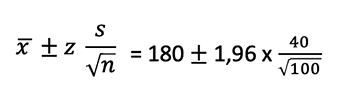 x̄ ± z s/√n = 180 ± 1,96 x 40/√100